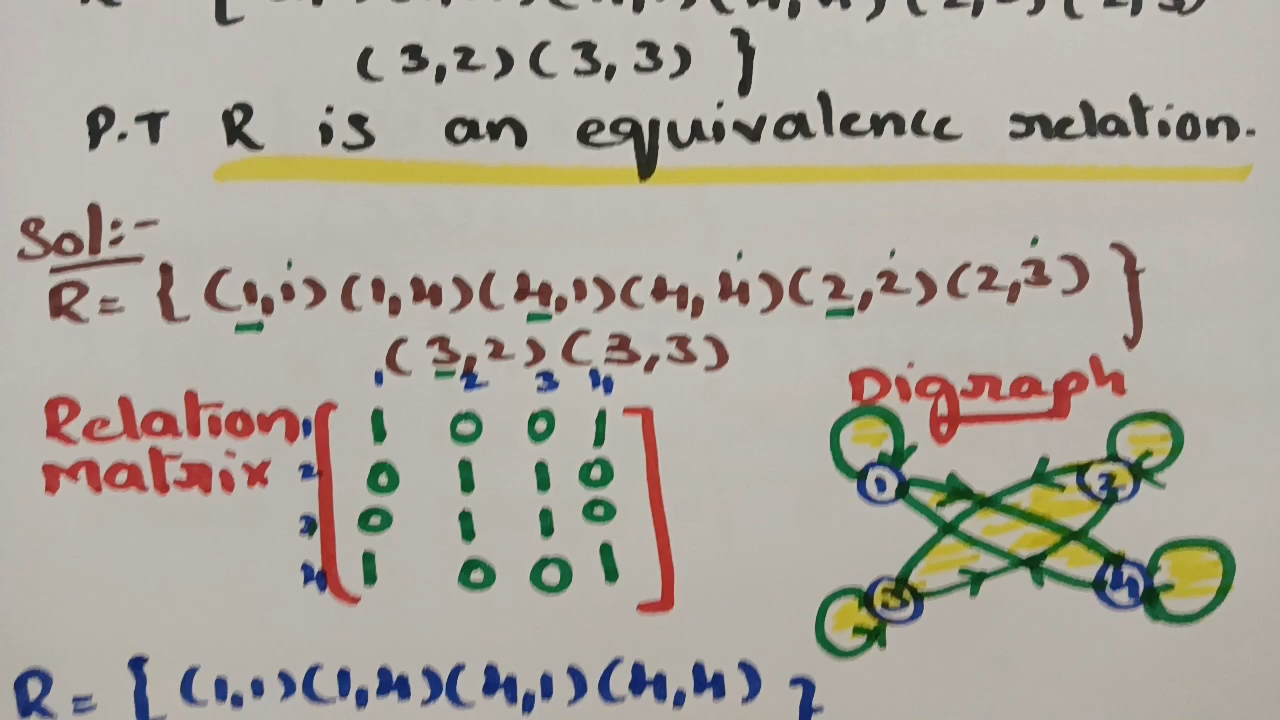 (3,2)(3,3) }
P.T R is an equivalence relation.
Sol:-
R= { (1,1)(1,4)(4,1)(4,4)(2,2)(2,3)
(3,2)(3,3) }
Relation matrix
1 2 3 4
1 [ 1 0 0 1 ]
2 [ 0 1 1 0 ]
3 [ 0 1 1 0 ]
4 [ 1 0 0 1 ]
Digraph
1 2
3 4
R= { (1,1)(1,4)(4,1)(4,4) }